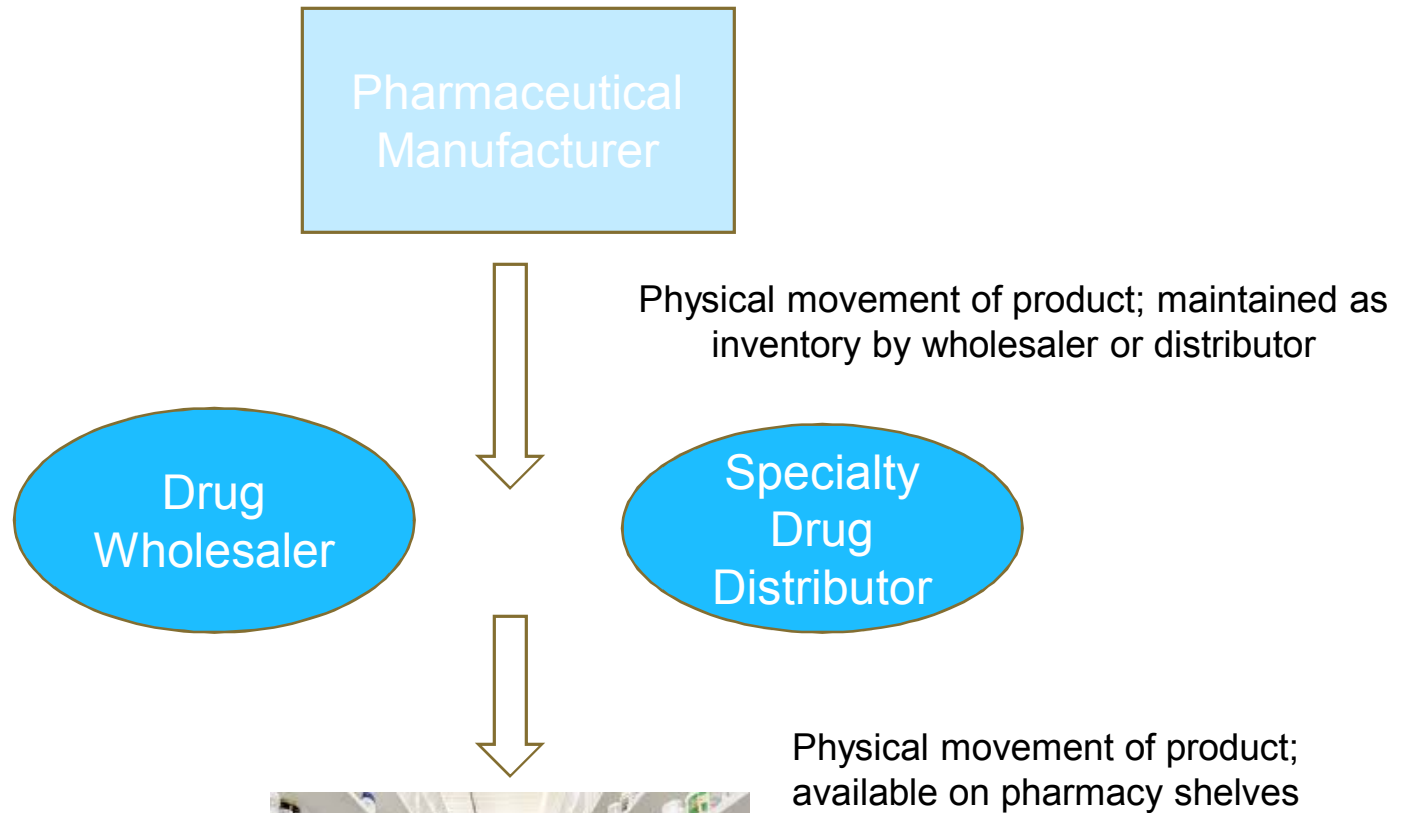 Pharmaceutical
Manufacturer
Physical movement of product; maintained as
inventory by wholesaler or distributor
Drug
Wholesaler
Specialty
Drug
Distributor
Physical movement of product;
available on pharmacy shelves